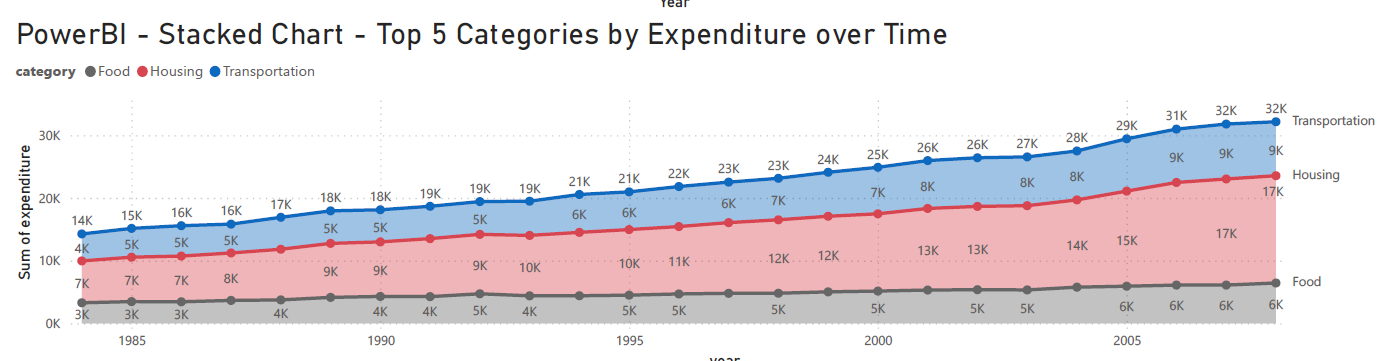 Year
PowerBI - Stacked Chart - Top 5 Categories by Expenditure over Time
category Food Housing Transportation
Sum of expenditure
30K
20K
10K
0K
14K 15K 16K 16K 17K 18K 18K 19K 19K 19K 21K 21K 22K 23K 23K 24K 25K 26K 26K 27K 28K 29K 31K 32K 32K
Transportation
4K 5K 5K 5K 5K 5K 5K 6K 6K 6K 7K 7K 8K 8K 8K 9K 9K 9K
Housing
7K 7K 7K 8K 9K 9K 9K 10K 10K 11K 12K 12K 13K 13K 14K 15K 17K 17K
Food
3K 3K 3K 4K 4K 4K 5K 4K 5K 5K 5K 5K 5K 5K 6K 6K 6K 6K
1985 1990 1995 2000 2005
year